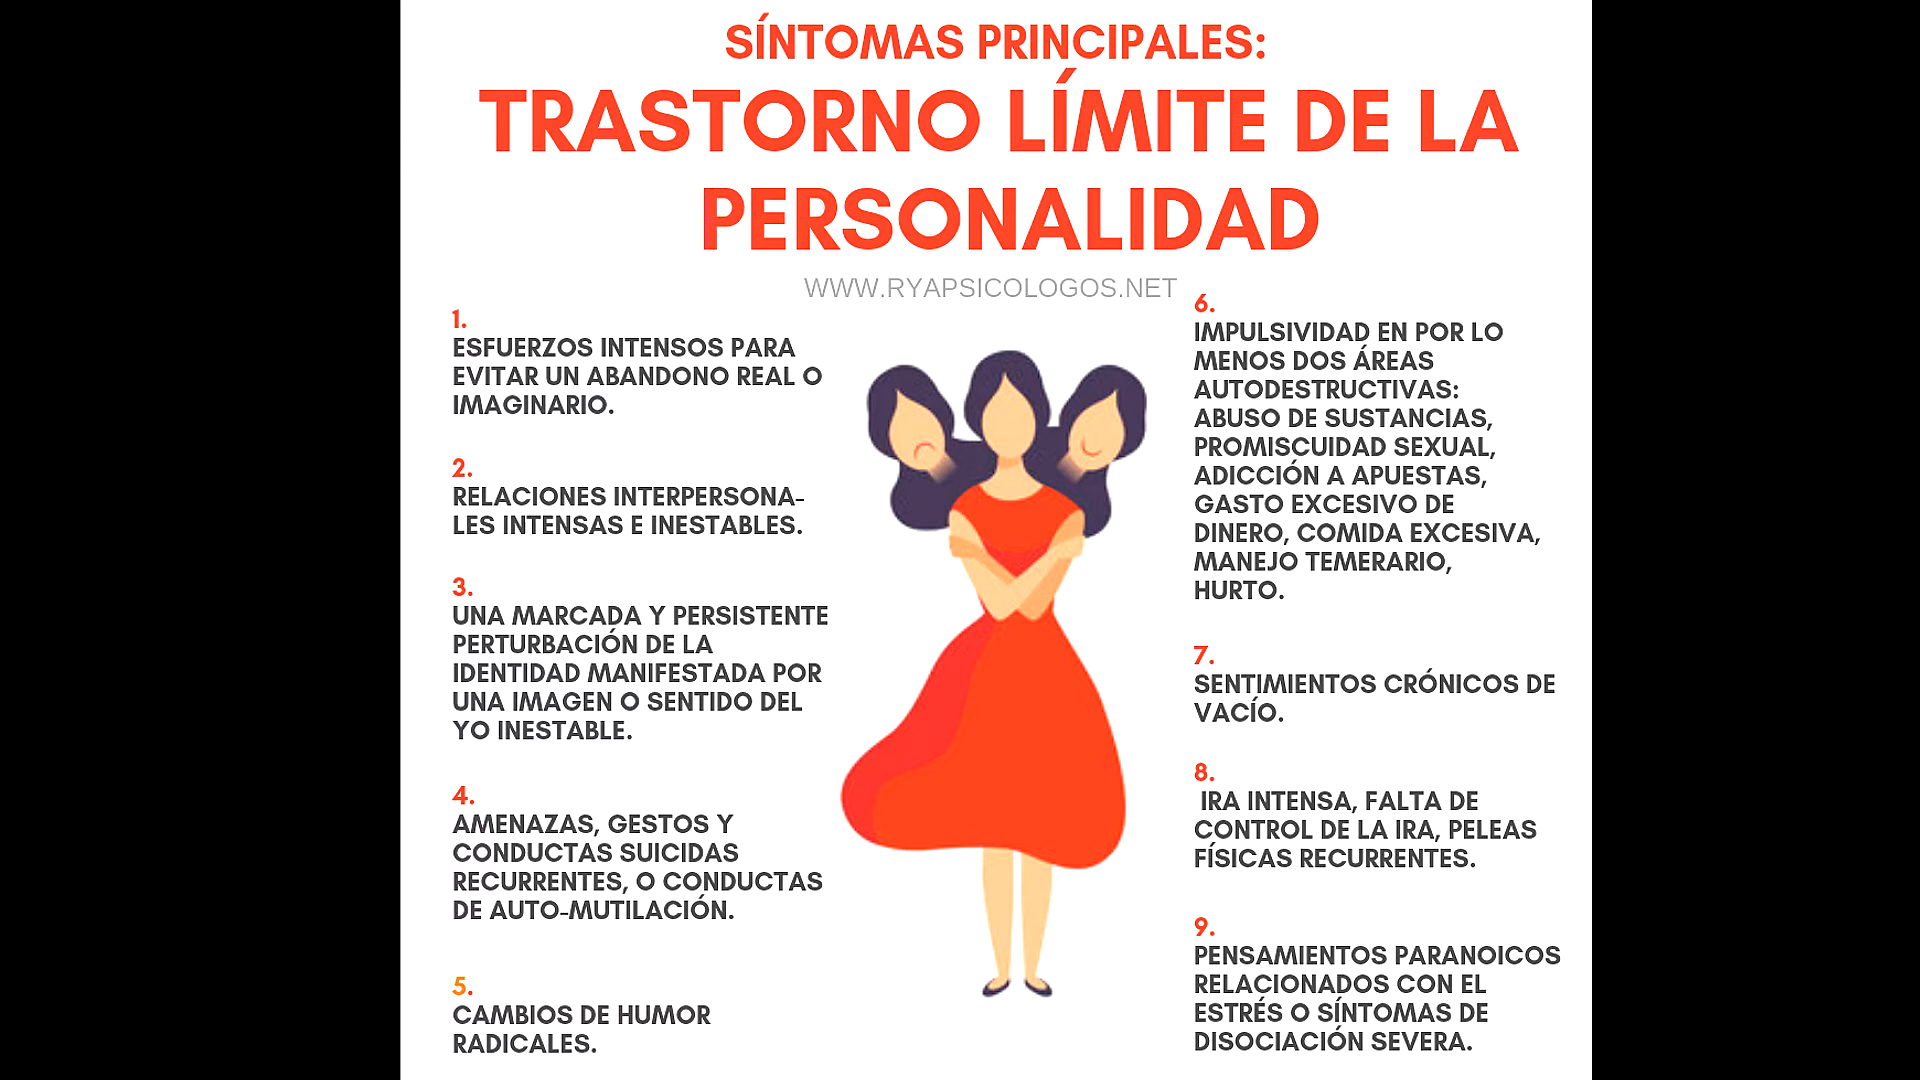 SÍNTOMAS PRINCIPALES:
TRASTORNO LÍMITE DE LA
PERSONALIDAD
WWW.RYAPSICOLOGOS.NET
1.
ESFUERZOS INTENSOS PARA
EVITAR UN ABANDONO REAL O
IMAGINARIO.
2.
RELACIONES INTERPERSONA-
LES INTENSAS E INESTABLES.
3.
UNA MARCADA Y PERSISTENTE
PERTURBACIÓN DE LA
IDENTIDAD MANIFESTADA POR
UNA IMAGEN O SENTIDO DEL
YO INESTABLE.
4.
AMENAZAS, GESTOS Y
CONDUCTAS SUICIDAS
RECURRENTES, O CONDUCTAS
DE AUTO-MUTILACIÓN.
5.
CAMBIOS DE HUMOR
RADICALES.
6.
IMPULSIVIDAD EN POR LO
MENOS DOS ÁREAS
AUTODESTRUCTIVAS:
ABUSO DE SUSTANCIAS,
PROMISCUIDAD SEXUAL,
ADICCIÓN A APUESTAS,
GASTO EXCESIVO DE
DINERO, COMIDA EXCESIVA,
MANEJO TEMERARIO,
HURTO.
7.
SENTIMIENTOS CRÓNICOS DE
VACÍO.
8.
IRA INTENSA, FALTA DE
CONTROL DE LA IRA, PELEAS
FÍSICAS RECURRENTES.
9.
PENSAMIENTOS PARANOICOS
RELACIONADOS CON EL
ESTRÉS O SÍNTOMAS DE
DISOCIACIÓN SEVERA.